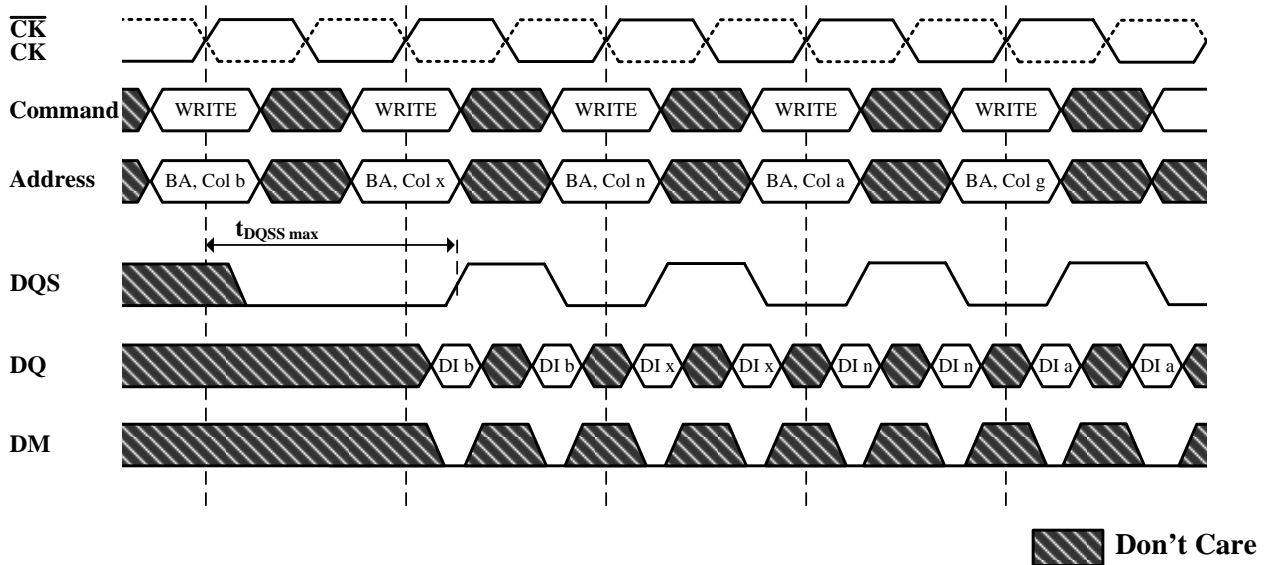 CK
CK
Command WRITE WRITE WRITE WRITE WRITE
Address BA, Col b BA, Col x BA, Col n BA, Col a BA, Col g
tDQSS max
DQS
DQ DI b DI b DI x DI x DI n DI n DI a DI a
DM
Don't Care